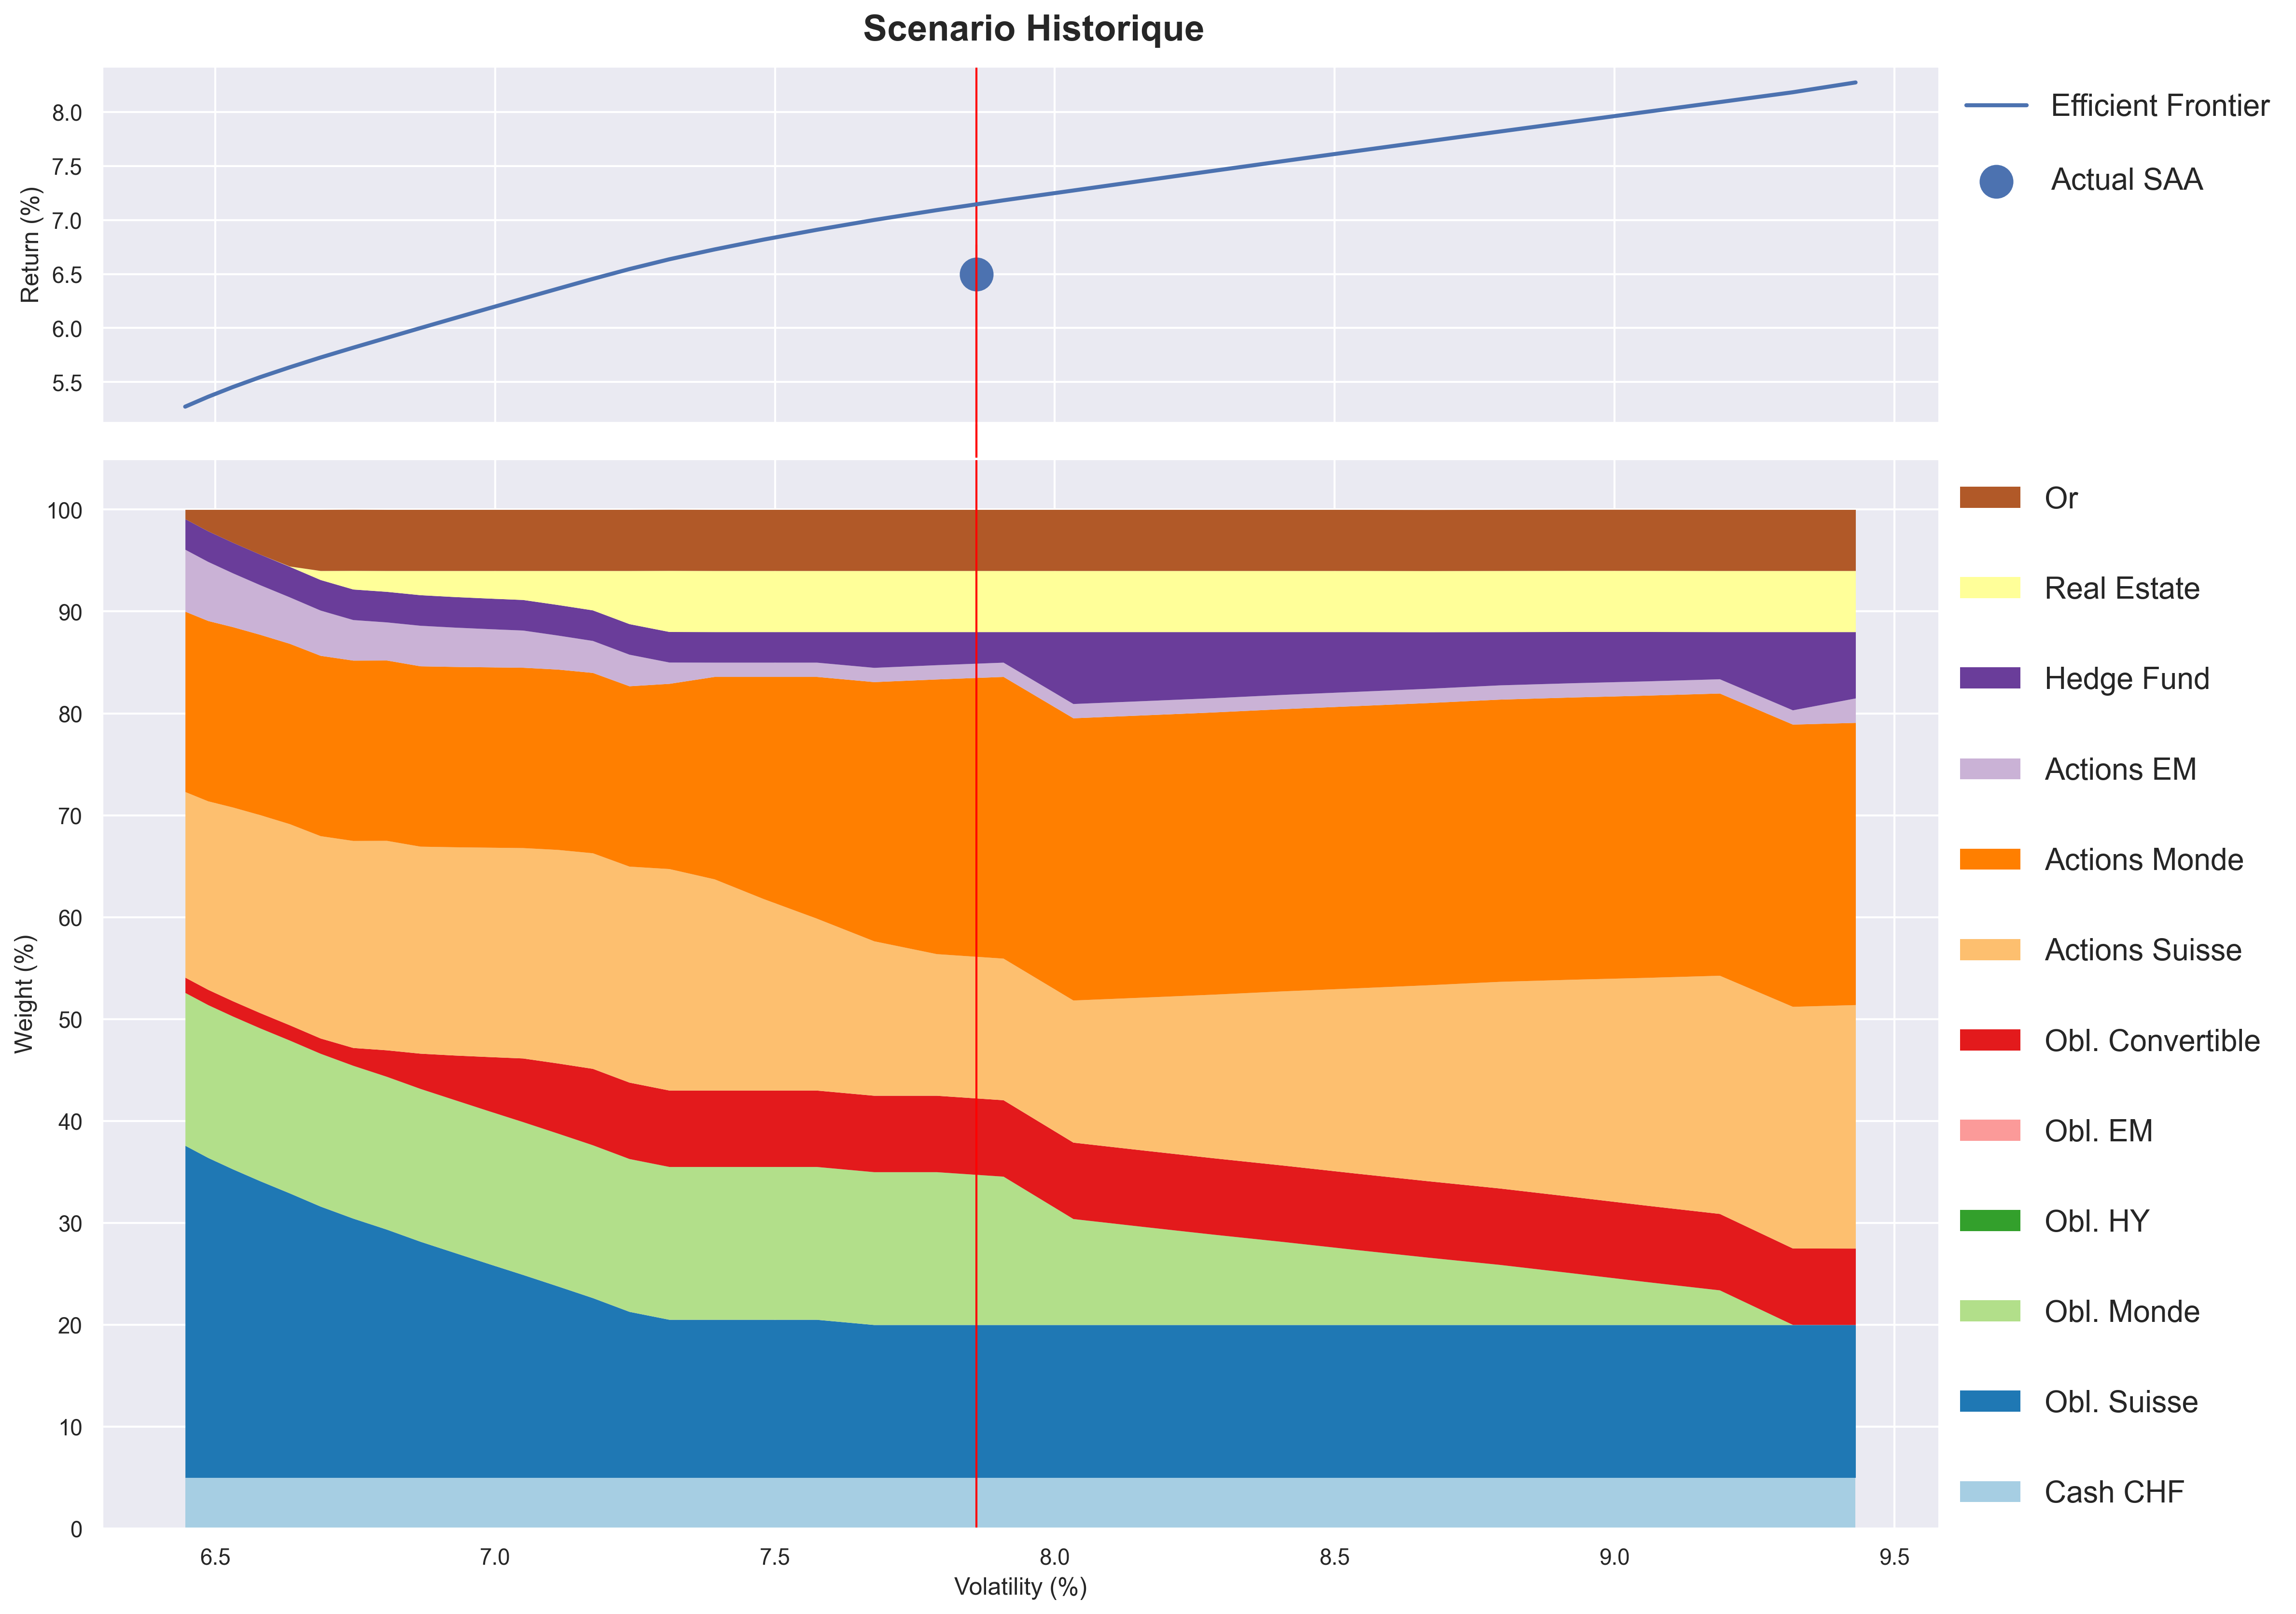 Scenario Historique
Return (%)
8.0
7.5
7.0
6.5
6.0
5.5
Efficient Frontier
Actual SAA
Weight (%)
100
90
80
70
60
50
40
30
20
10
0
6.5 7.0 7.5 8.0 8.5 9.0 9.5
Volatility (%)
Or
Real Estate
Hedge Fund
Actions EM
Actions Monde
Actions Suisse
Obl. Convertible
Obl. EM
Obl. HY
Obl. Monde
Obl. Suisse
Cash CHF